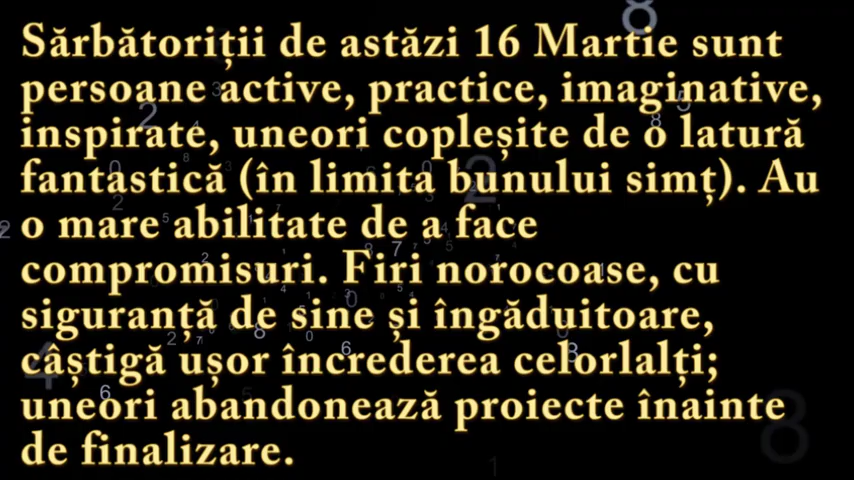 Sărbătoriții de astăzi 16 Martie sunt
persoane active, practice, imaginative,
inspirate, uneori copleșite de o latură
fantastică (în limita bunului simț). Au
o mare abilitate de a face
compromisuri. Firi norocoase, cu
siguranță de sine și îngăduitoare,
câștigă ușor încrederea celorlalți;
uneori abandonează proiecte înainte
de finalizare.